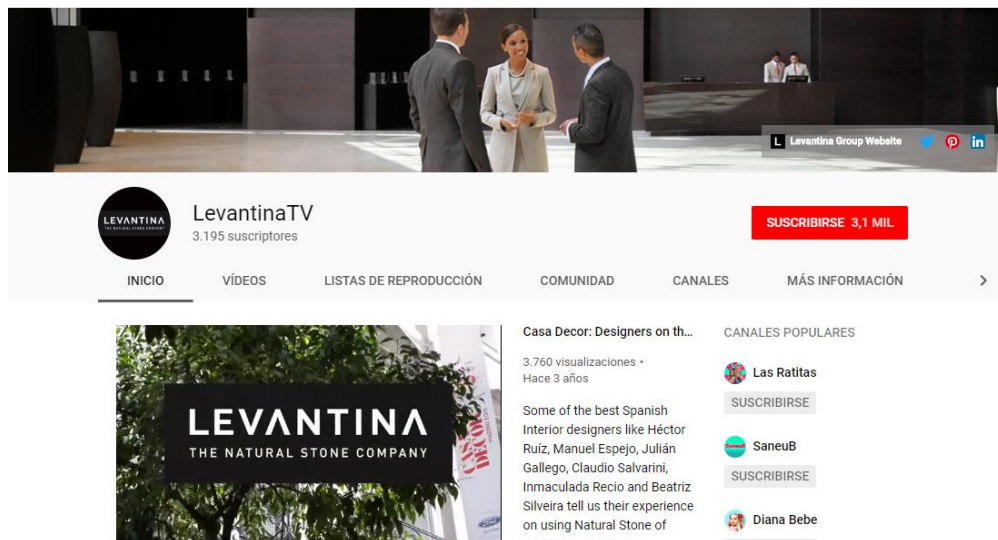 L Levantina Group Website
LEVANTINA
LevantinaTV
3.195 suscriptores
SUSCRIBIRSE 3,1 MIL
INICIO
VÍDEOS
LISTAS DE REPRODUCCIÓN
COMUNIDAD
CANALES
MÁS INFORMACIÓN
LEVANTINA
THE NATURAL STONE COMPANY
CASA
DECOR
Casa Decor: Designers on th...
3.760 visualizaciones •
Hace 3 años
Some of the best Spanish
Interior designers like Héctor
Ruíz, Manuel Espejo, Julián
Gallego, Claudio Salvarini,
Inmaculada Recio and Beatriz
Silveira tell us their experience
on using Natural Stone of
CANALES POPULARES
Las Ratitas
SUSCRIBIRSE
SaneuB
SUSCRIBIRSE
Diana Bebe